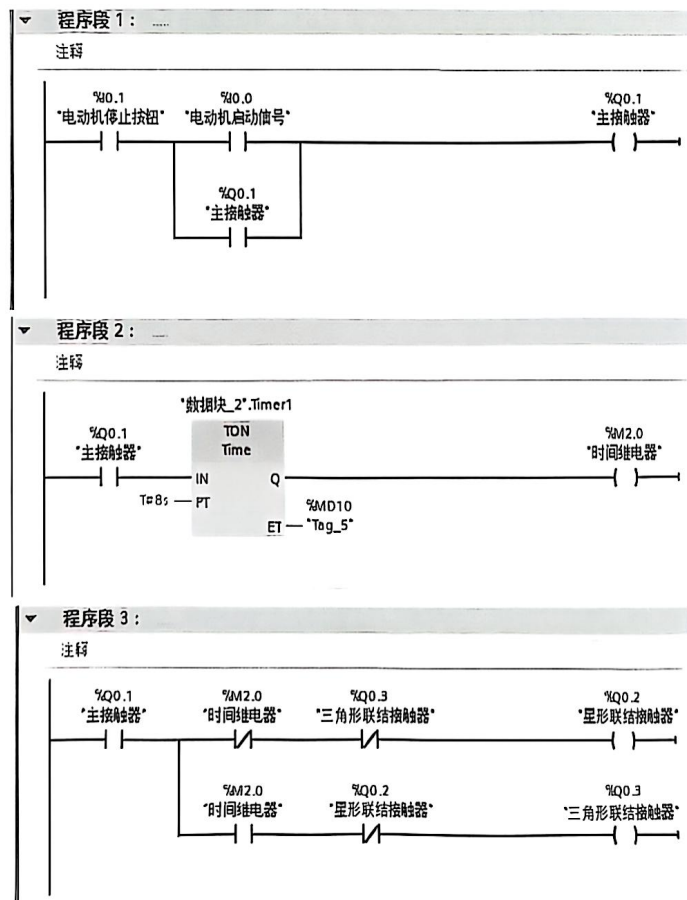 程序段 1: .....
注释
%I0.1 %I0.0 %Q0.1
"电动机停止按钮" "电动机启动信号" "主接触器"
%Q0.1
"主接触器"
程序段 2: .....
注释
"数据块_2".Timer1
%Q0.1 TON %M2.0
"主接触器" Time "时间继电器"
IN Q
T#8s PT %MD10
ET "Tag_5"
程序段 3:
注释
%Q0.1 %M2.0 %Q0.3 %Q0.2
"主接触器" "时间继电器" "三角形联结接触器" "星形联结接触器"
%M2.0 %Q0.2 %Q0.3
"时间继电器" "星形联结接触器" "三角形联结接触器"